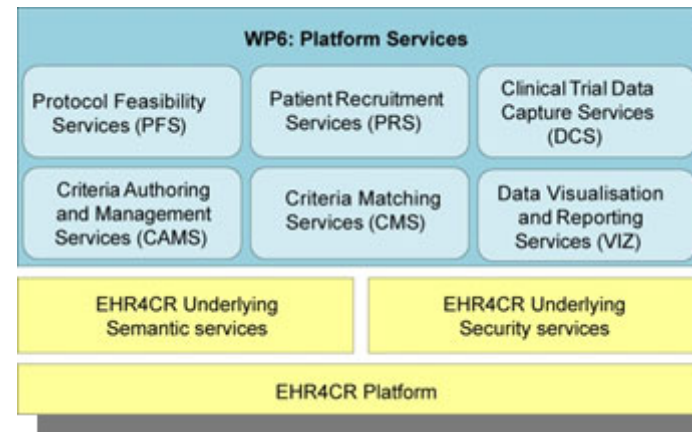 WP6: Platform Services
Protocol Feasibility
Services (PFS)
Patient Recruitment
Services (PRS)
Clinical Trial Data
Capture Services
(DCS)
Criteria Authoring
and Management
Services (CAMS)
Criteria Matching
Services (CMS)
Data Visualisation
and Reporting
Services (VIZ)
EHR4CR Underlying
Semantic services
EHR4CR Underlying
Security services
EHR4CR Platform